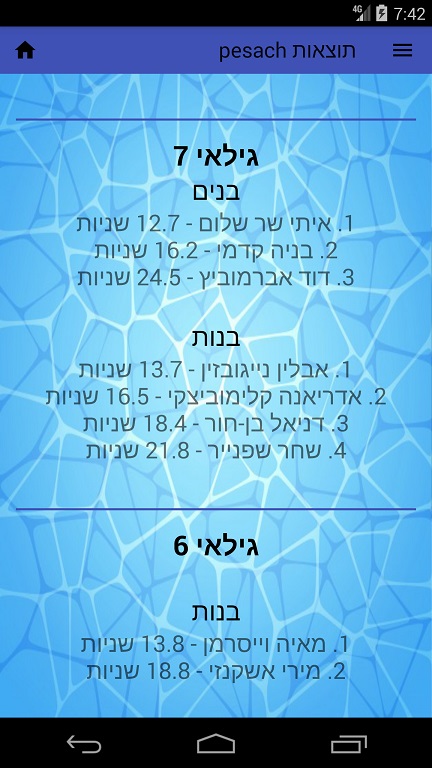 4G 7:42
תוצאות pesach
גילאי 7
בנים
1. איתי שר שלום - 12.7 שניות
2. בניה קדמי - 16.2 שניות
3. דוד אברמוביץ - 24.5 שניות
בנות
1. אבלין נייגובזין - 13.7 שניות
2. אדריאנה קלימוביצקי - 16.5 שניות
3. דניאל בן-חור - 18.4 שניות
4. שחר שפנייר - 21.8 שניות
גילאי 6
בנות
1. מאיה וייסרמן - 13.8 שניות
2. מירי אשקנזי - 18.8 שניות